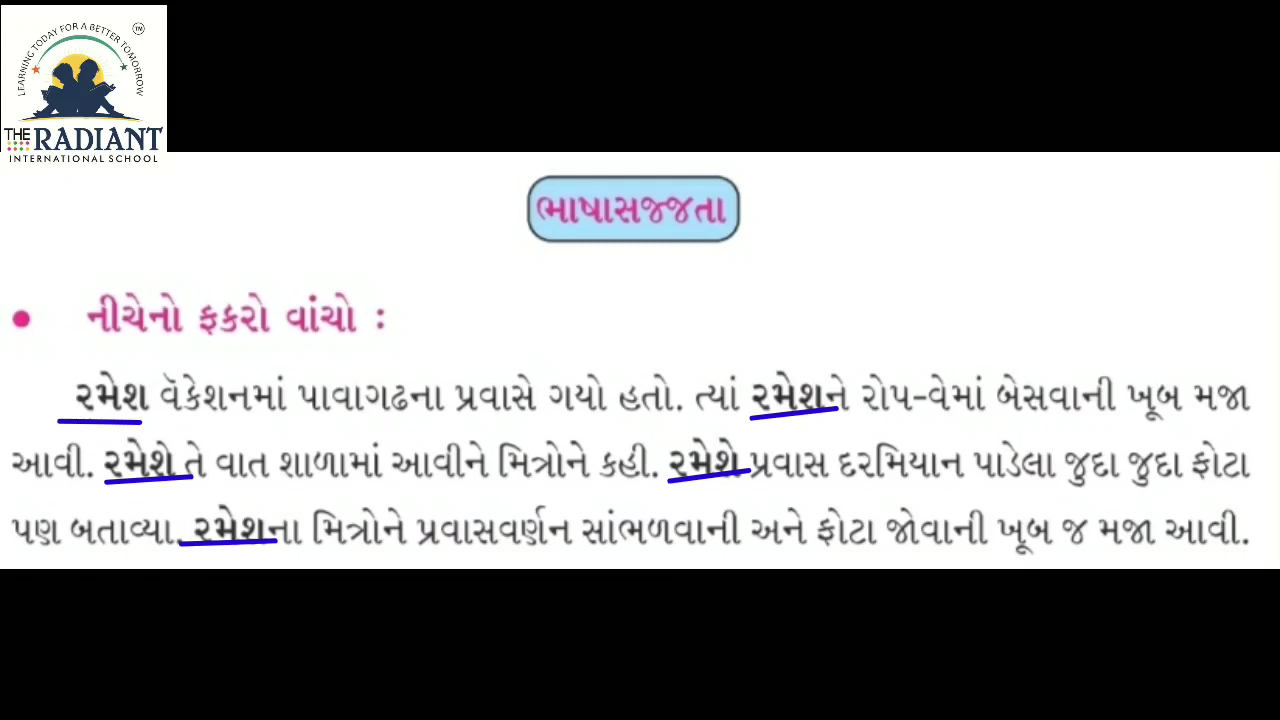 LEARNING TODAY FOR A BETTER TOMORROW
TM
THE RADIANT
INTERNATIONAL SCHOOL
ભાષાસજ્જતા
• નીચેનો ફકરો વાંચો :
રમેશ વૅકેશનમાં પાવાગઢના પ્રવાસે ગયો હતો. ત્યાં રમેશને રોપ-વેમાં બેસવાની ખૂબ મજા
આવી. રમેશે તે વાત શાળામાં આવીને મિત્રોને કહી. રમેશે પ્રવાસ દરમિયાન પાડેલા જુદા જુદા ફોટા
પણ બતાવ્યા. રમેશના મિત્રોને પ્રવાસવર્ણન સાંભળવાની અને ફોટા જોવાની ખૂબ જ મજા આવી.